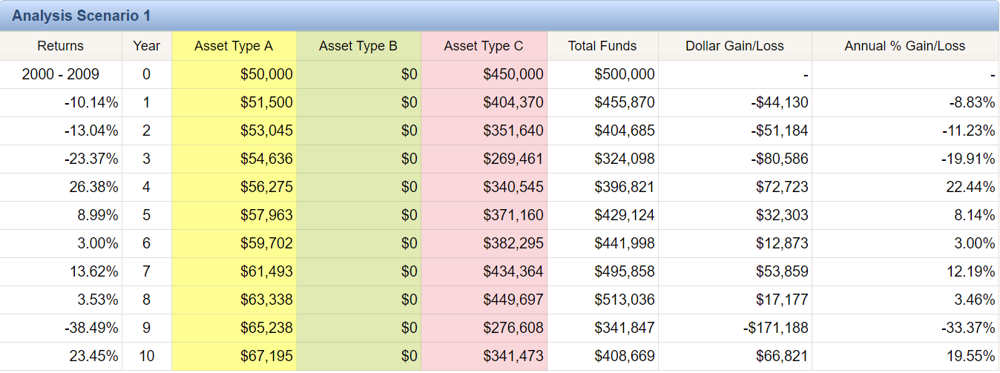 Analysis Scenario 1
Returns Year Asset Type A Asset Type B Asset Type C Total Funds Dollar Gain/Loss Annual % Gain/Loss
2000 - 2009 0 $50,000 $0 $450,000 $500,000 - -
-10.14% 1 $51,500 $0 $404,370 $455,870 -$44,130 -8.83%
-13.04% 2 $53,045 $0 $351,640 $404,685 -$51,184 -11.23%
-23.37% 3 $54,636 $0 $269,461 $324,098 -$80,586 -19.91%
26.38% 4 $56,275 $0 $340,545 $396,821 $72,723 22.44%
8.99% 5 $57,963 $0 $371,160 $429,124 $32,303 8.14%
3.00% 6 $59,702 $0 $382,295 $441,998 $12,873 3.00%
13.62% 7 $61,493 $0 $434,364 $495,858 $53,859 12.19%
3.53% 8 $63,338 $0 $449,697 $513,036 $17,177 3.46%
-38.49% 9 $65,238 $0 $276,608 $341,847 -$171,188 -33.37%
23.45% 10 $67,195 $0 $341,473 $408,669 $66,821 19.55%